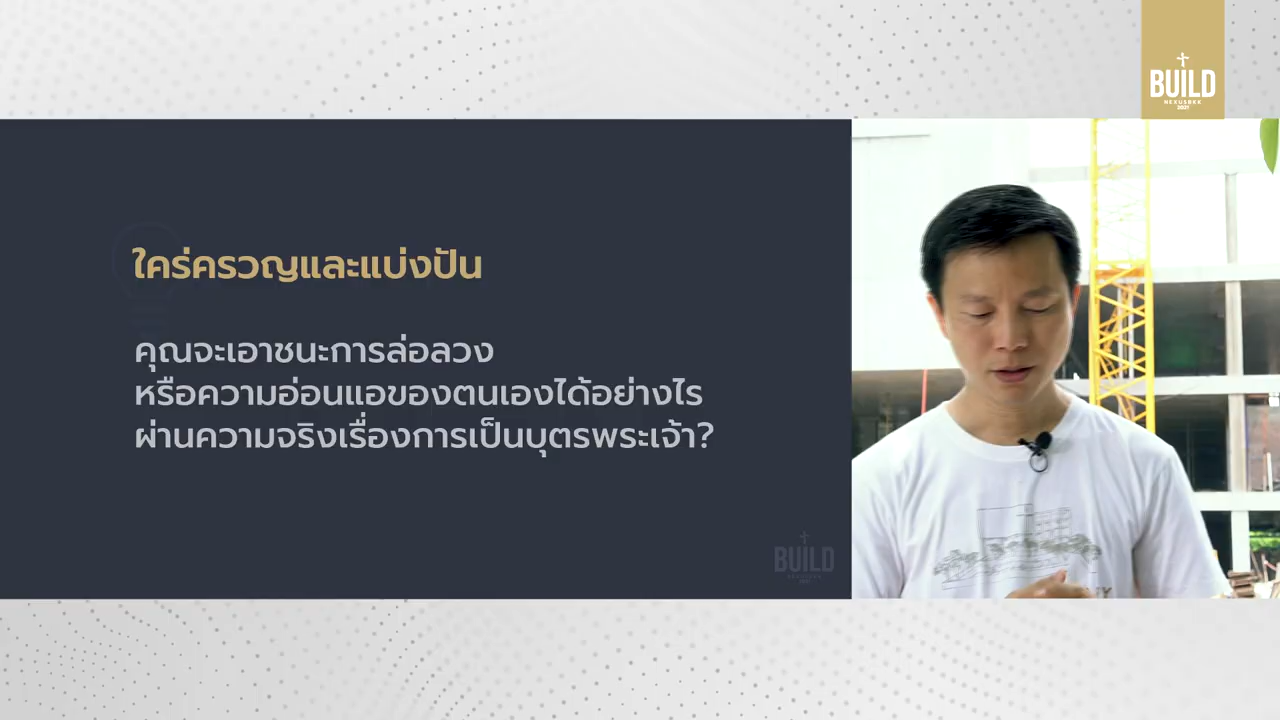 BUILD
NEXUSBKK
2021
ใคร่ครวญและแบ่งปัน
คุณจะเอาชนะการล่อลวง
หรือความอ่อนแอของตนเองได้อย่างไร
ผ่านความจริงเรื่องการเป็นบุตรพระเจ้า?
BUILD